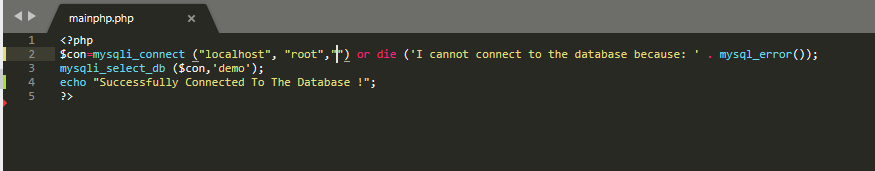 mainphp.php ×
1 <?php
2 $con=mysqli_connect ("localhost", "root","") or die ('I cannot connect to the database because: ' . mysql_error());
3 mysqli_select_db ($con,'demo');
4 echo "Successfully Connected To The Database !";
5 ?>